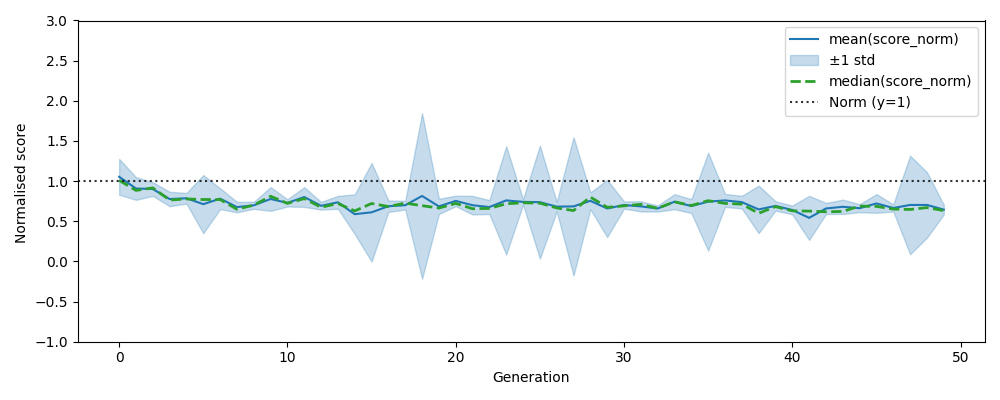 3.0
2.5
2.0
1.5
1.0
0.5
0.0
−0.5
−1.0
Normalised score
mean(score_norm)
±1 std
median(score_norm)
Norm (y=1)
0 10 20 30 40 50
Generation